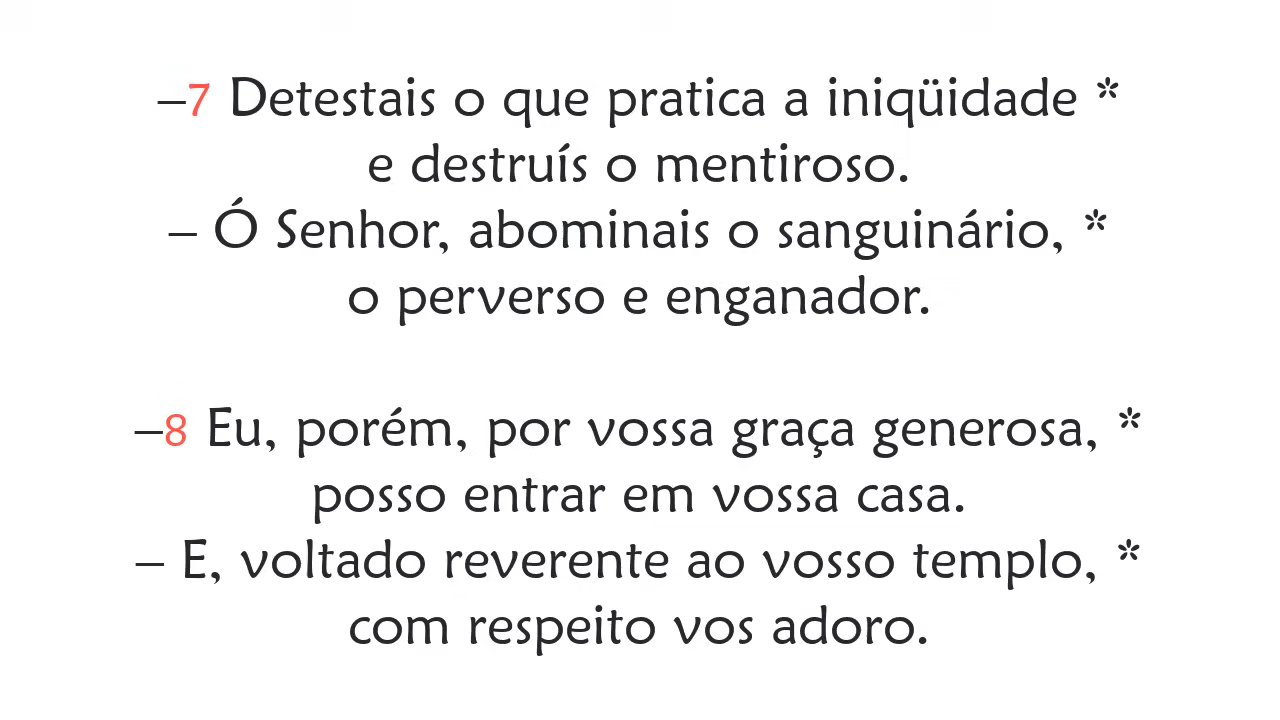 –7 Detestais o que pratica a iniqüidade *
e destruís o mentiroso.
– Ó Senhor, abominais o sanguinário, *
o perverso e enganador.
–8 Eu, porém, por vossa graça generosa, *
posso entrar em vossa casa.
– E, voltado reverente ao vosso templo, *
com respeito vos adoro.